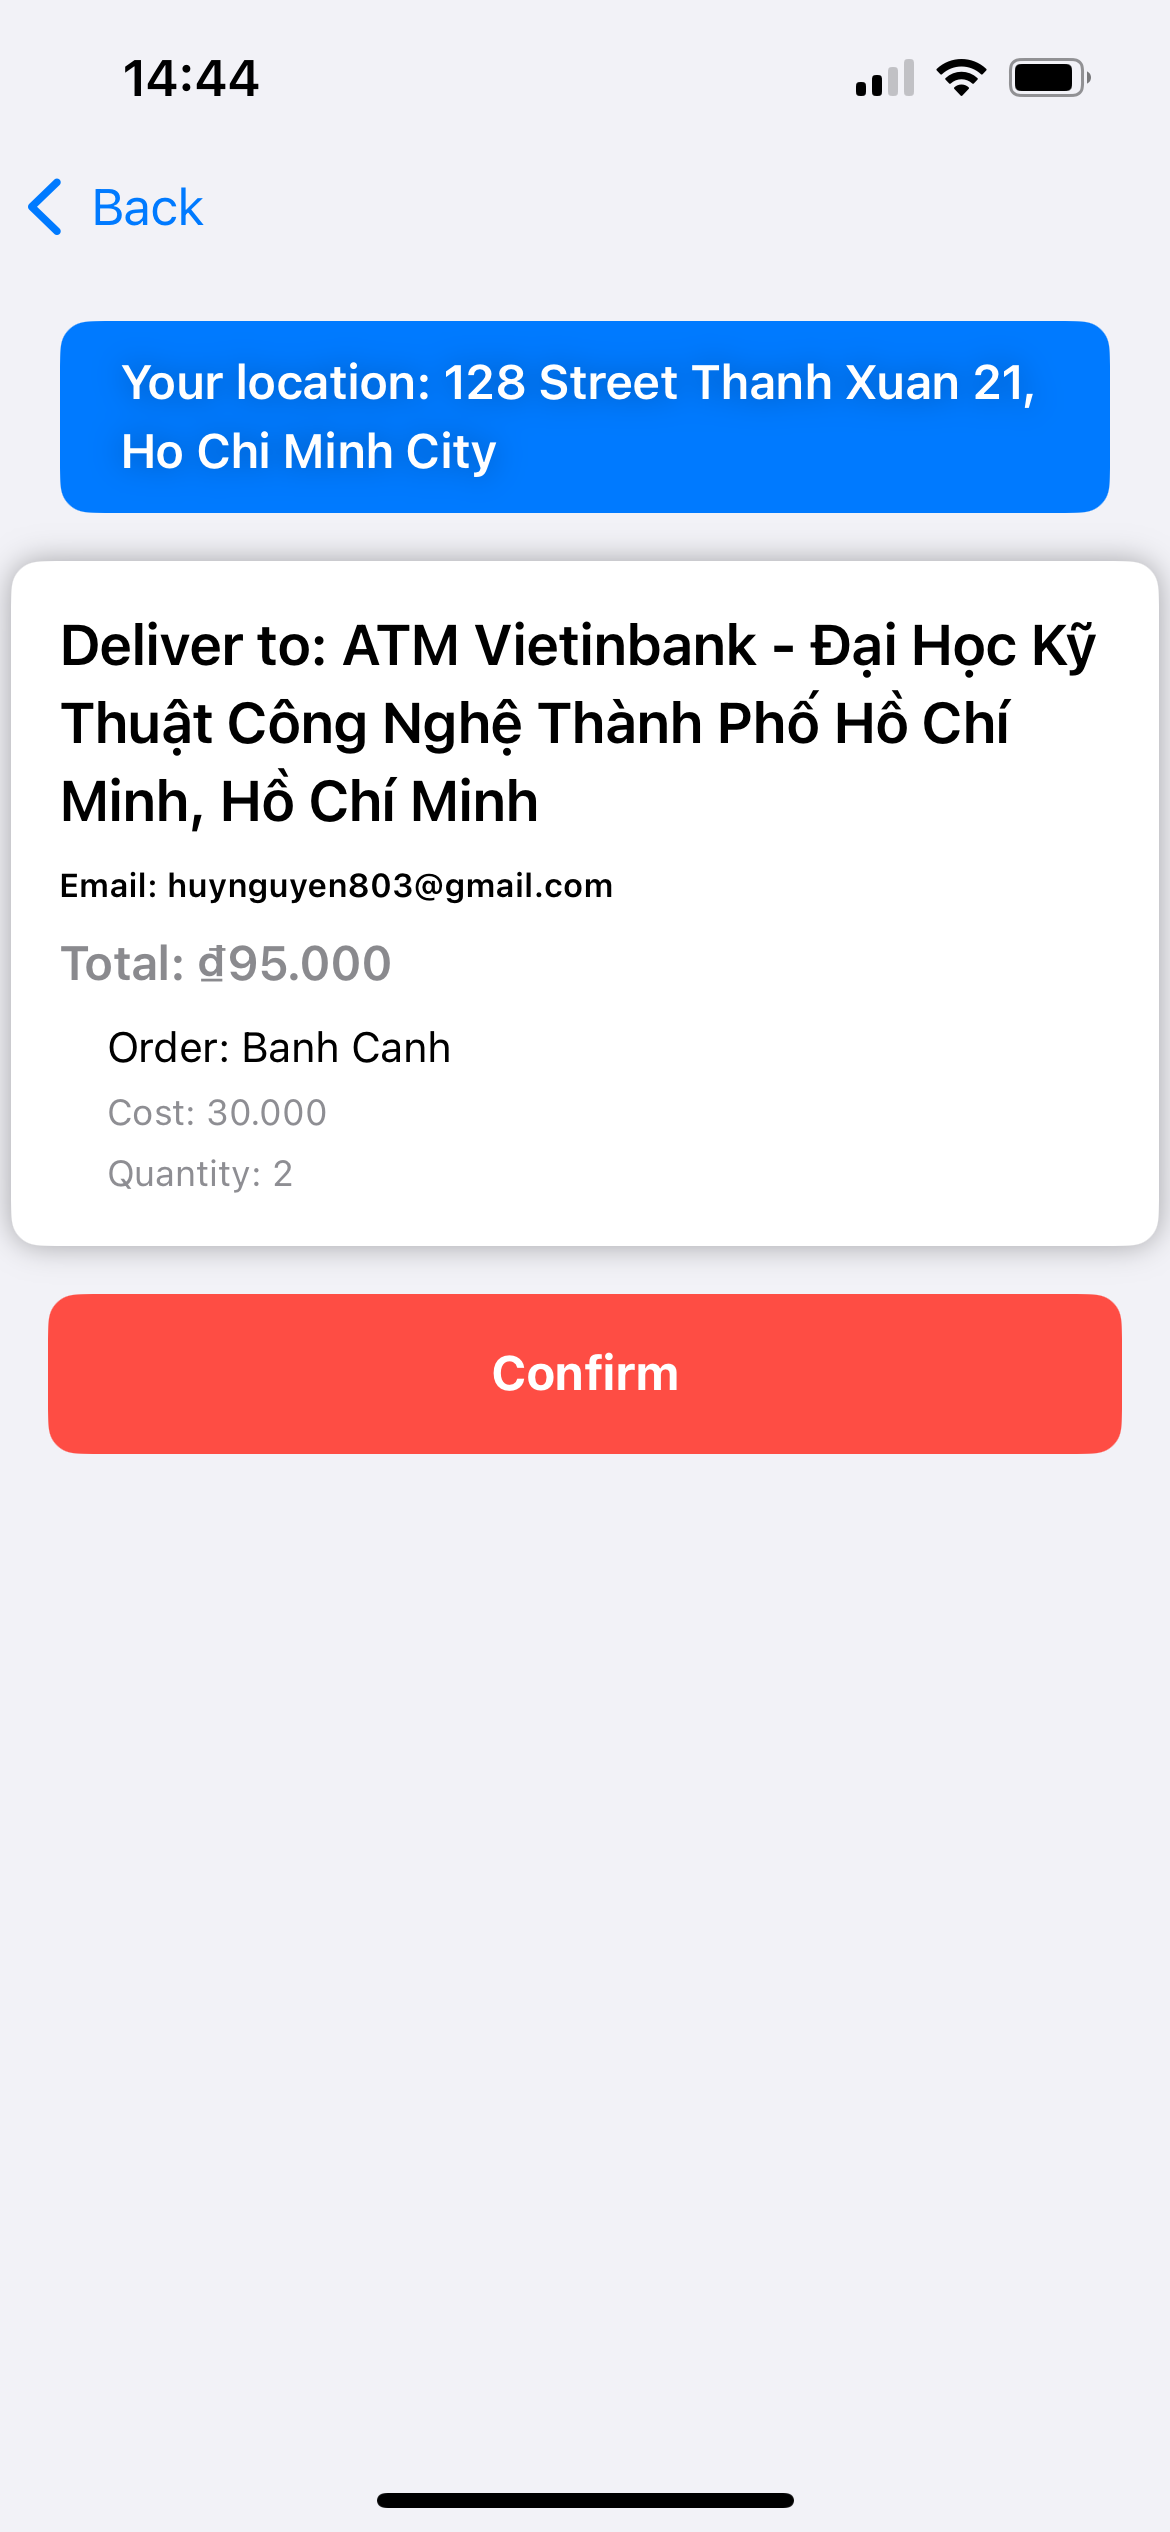 14:44
Back
Your location: 128 Street Thanh Xuan 21,
Ho Chi Minh City
Deliver to: ATM Vietinbank - Đại Học Kỹ
Thuật Công Nghệ Thành Phố Hồ Chí
Minh, Hồ Chí Minh
Email: huynguyen803@gmail.com
Total: ₫95.000
Order: Banh Canh
Cost: 30.000
Quantity: 2
Confirm